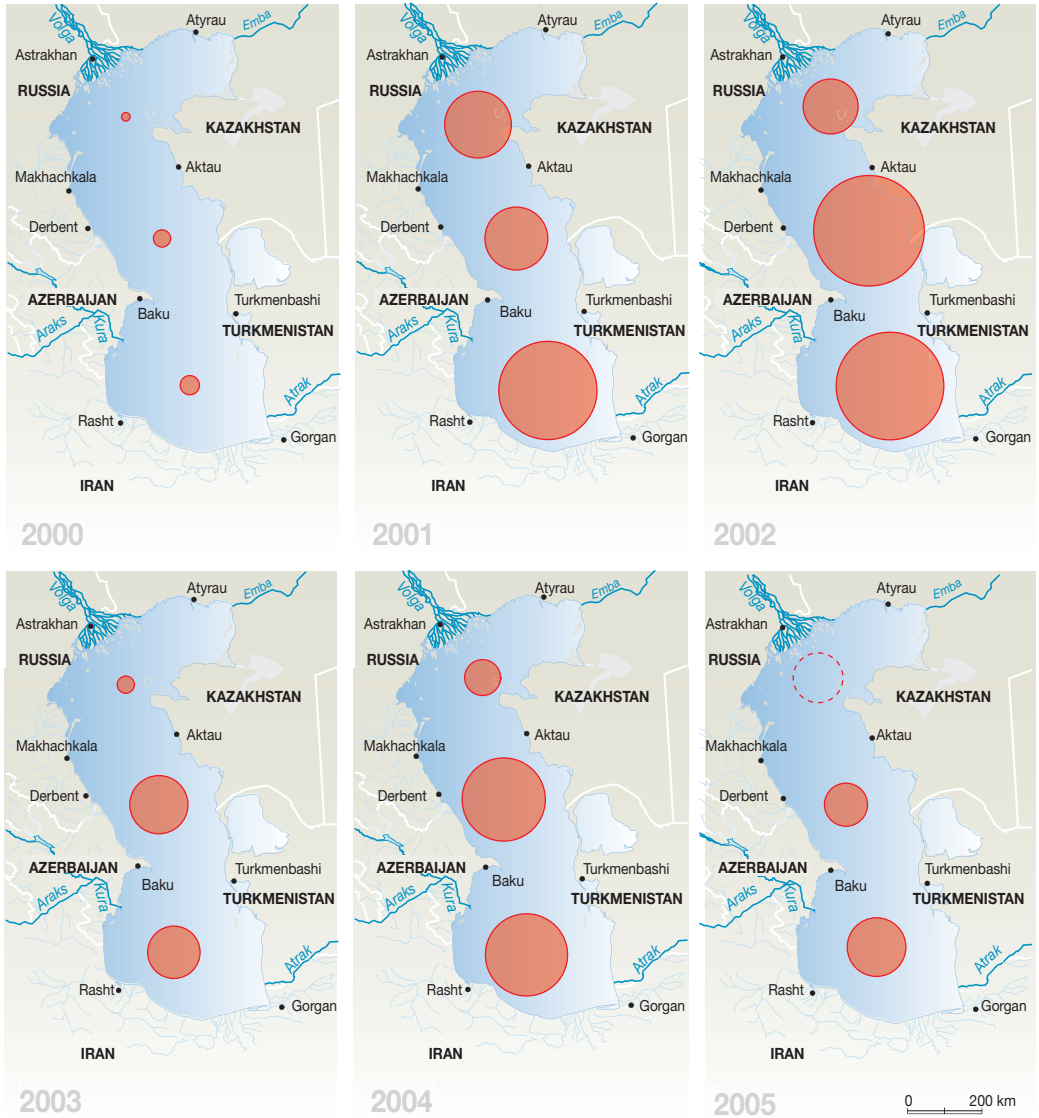 Atyrau
Emba
Volga
Astrakhan
RUSSIA
KAZAKHSTAN
Aktau
Makhachkala
Derbent
AZERBAIJAN
Turkmenbashi
Baku
Araks
Kura
TURKMENISTAN
Atrak
Rasht
Gorgan
IRAN
2000
Atyrau
Emba
Volga
Astrakhan
RUSSIA
KAZAKHSTAN
Aktau
Makhachkala
Derbent
AZERBAIJAN
Turkmenbashi
Baku
Araks
Kura
TURKMENISTAN
Atrak
Rasht
Gorgan
IRAN
2001
Atyrau
Emba
Volga
Astrakhan
RUSSIA
KAZAKHSTAN
Aktau
Makhachkala
Derbent
AZERBAIJAN
Turkmenbashi
Baku
Araks
Kura
TURKMENISTAN
Atrak
Rasht
Gorgan
IRAN
2002
Atyrau
Emba
Volga
Astrakhan
RUSSIA
KAZAKHSTAN
Aktau
Makhachkala
Derbent
AZERBAIJAN
Turkmenbashi
Baku
Araks
Kura
TURKMENISTAN
Atrak
Rasht
Gorgan
IRAN
2003
Atyrau
Emba
Volga
Astrakhan
RUSSIA
KAZAKHSTAN
Aktau
Makhachkala
Derbent
AZERBAIJAN
Turkmenbashi
Baku
Araks
Kura
TURKMENISTAN
Atrak
Rasht
Gorgan
IRAN
2004
Atyrau
Emba
Volga
Astrakhan
RUSSIA
KAZAKHSTAN
Aktau
Makhachkala
Derbent
AZERBAIJAN
Turkmenbashi
Baku
Araks
Kura
TURKMENISTAN
Atrak
Rasht
Gorgan
IRAN
2005
0 200 km